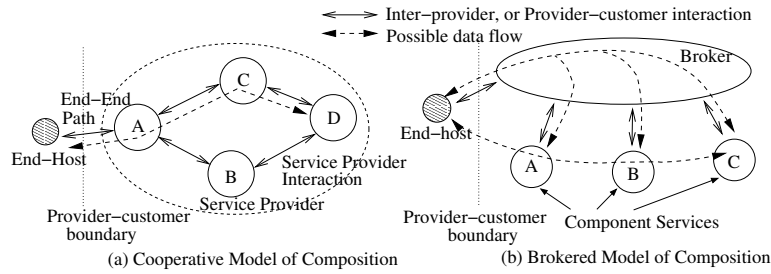 Inter-provider, or Provider-customer interaction
Possible data flow
End-End
Path
End-Host
A
C
D
B
Service Provider
Interaction
Service Provider
Provider-customer
boundary
(a) Cooperative Model of Composition
Broker
End-host
A
B
C
Component Services
Provider-customer
boundary
(b) Brokered Model of Composition